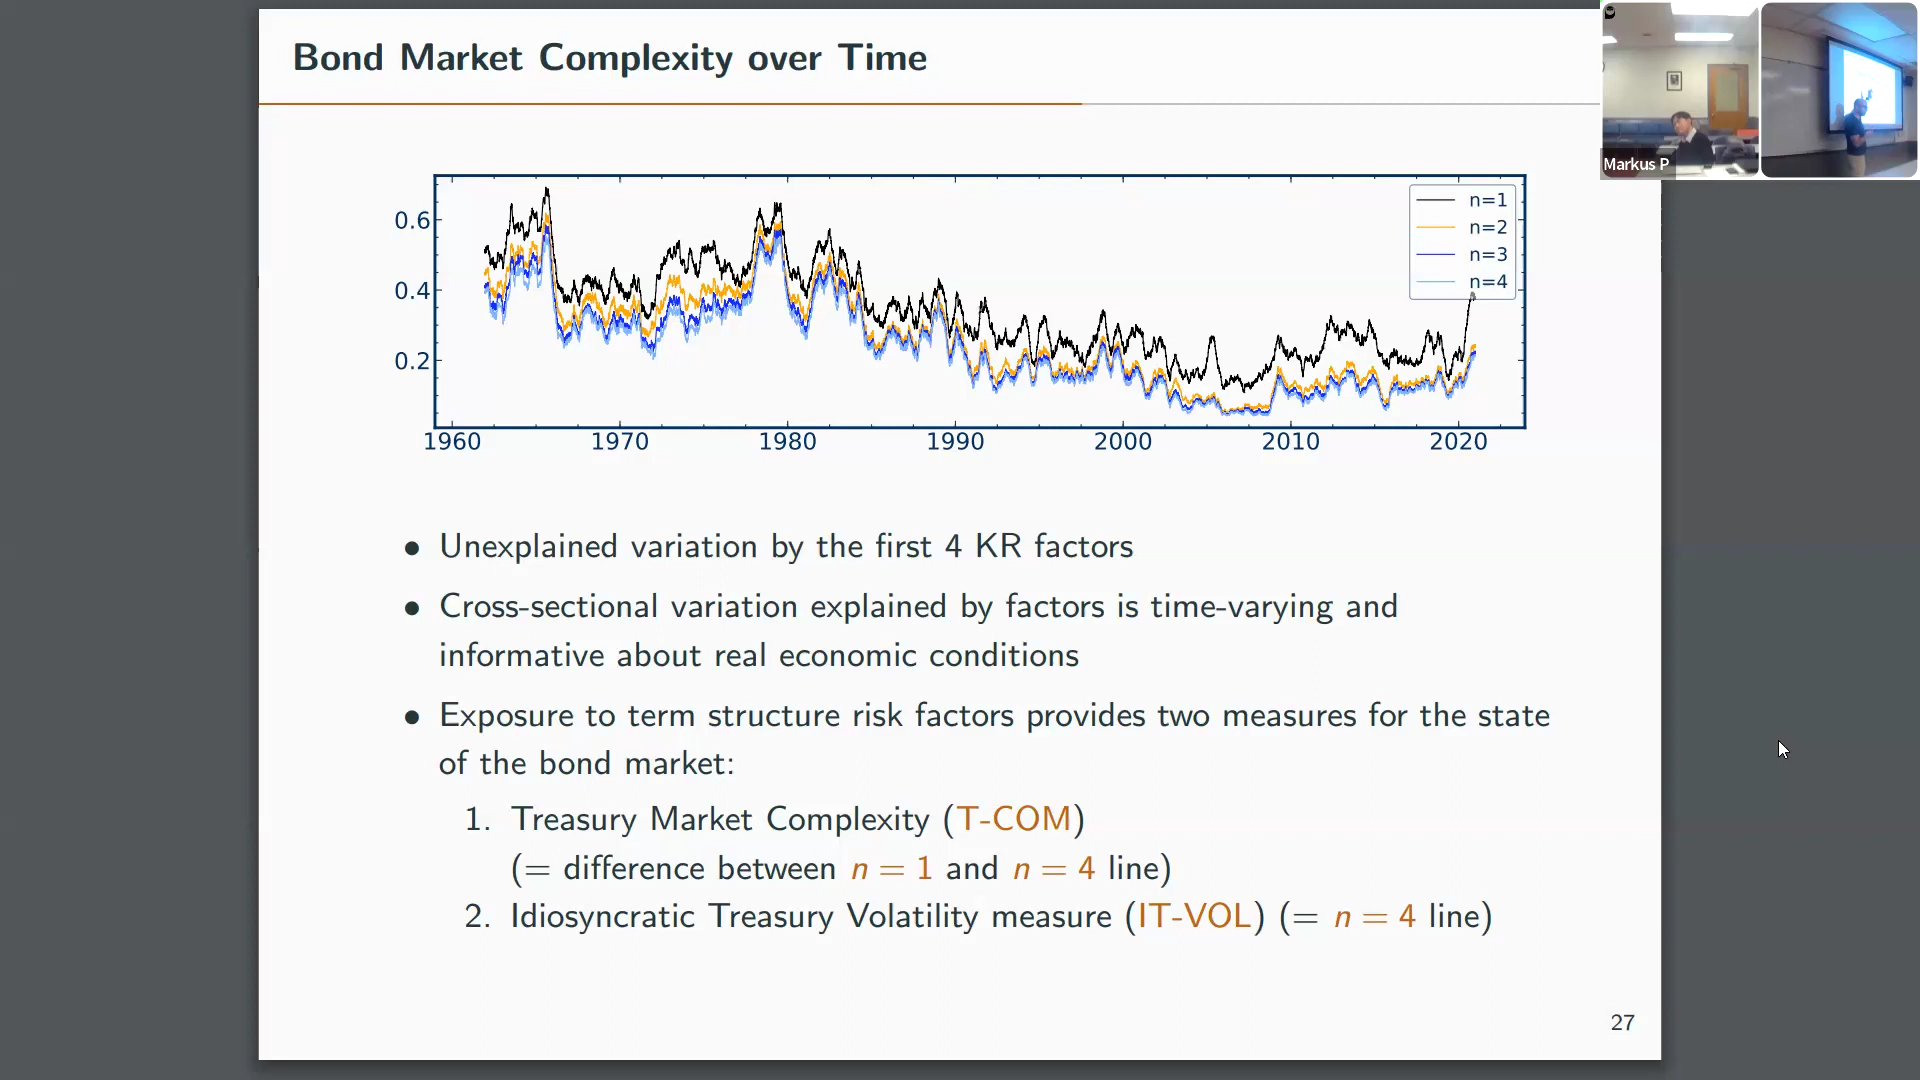 Bond Market Complexity over Time
Markus P
0.6
0.4
0.2
n=1
n=2
n=3
n=4
1960 1970 1980 1990 2000 2010 2020
• Unexplained variation by the first 4 KR factors
• Cross-sectional variation explained by factors is time-varying and
informative about real economic conditions
• Exposure to term structure risk factors provides two measures for the state
of the bond market:
1. Treasury Market Complexity (T-COM)
(= difference between n = 1 and n = 4 line)
2. Idiosyncratic Treasury Volatility measure (IT-VOL) (= n = 4 line)
27